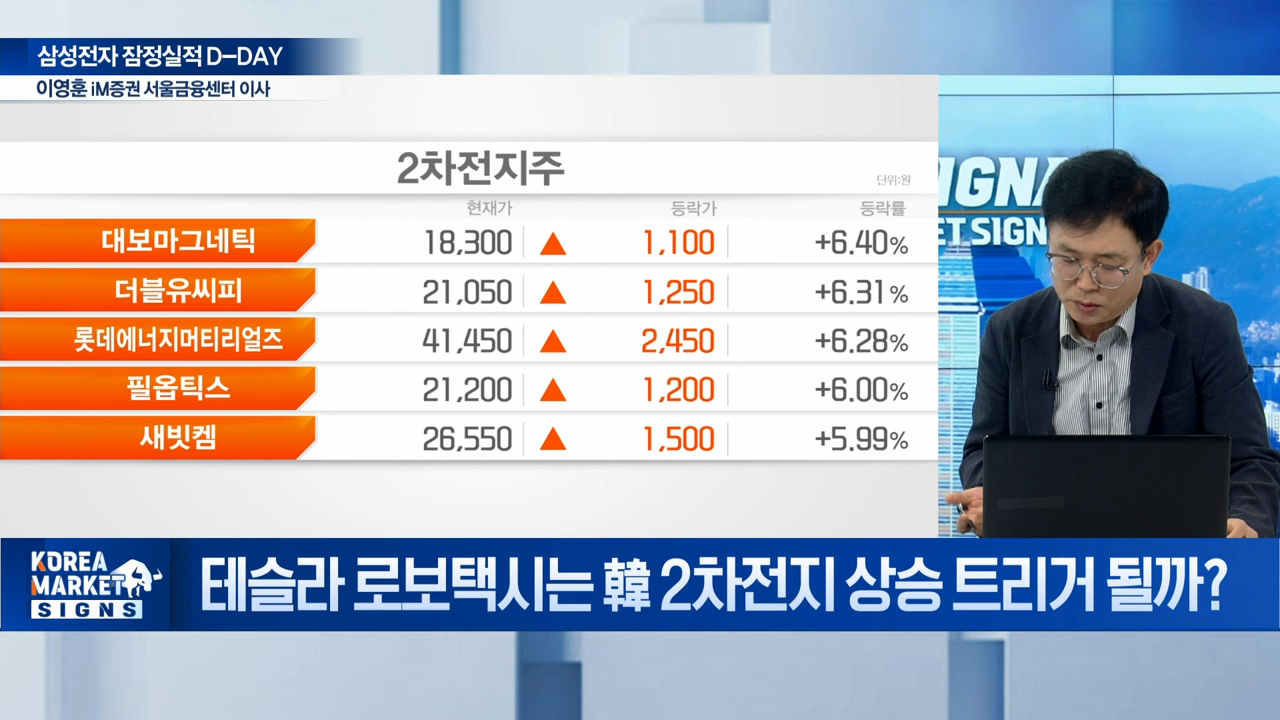 삼성전자 잠정실적 D-DAY
이영훈 iM증권 서울금융센터 이사
2차전지주
단위:원
현재가 등락가 등락률
대보마그네틱 18,300 ▲ 1,100 +6.40%
더블유씨피 21,050 ▲ 1,250 +6.31%
롯데에너지머티리얼즈 41,450 ▲ 2,450 +6.28%
필옵틱스 21,200 ▲ 1,200 +6.00%
새빗켐 26,550 ▲ 1,500 +5.99%
IGNA
ET SIGN
KOREA
MARKET
SIGNS
테슬라 로보택시는 韓 2차전지 상승 트리거 될까?